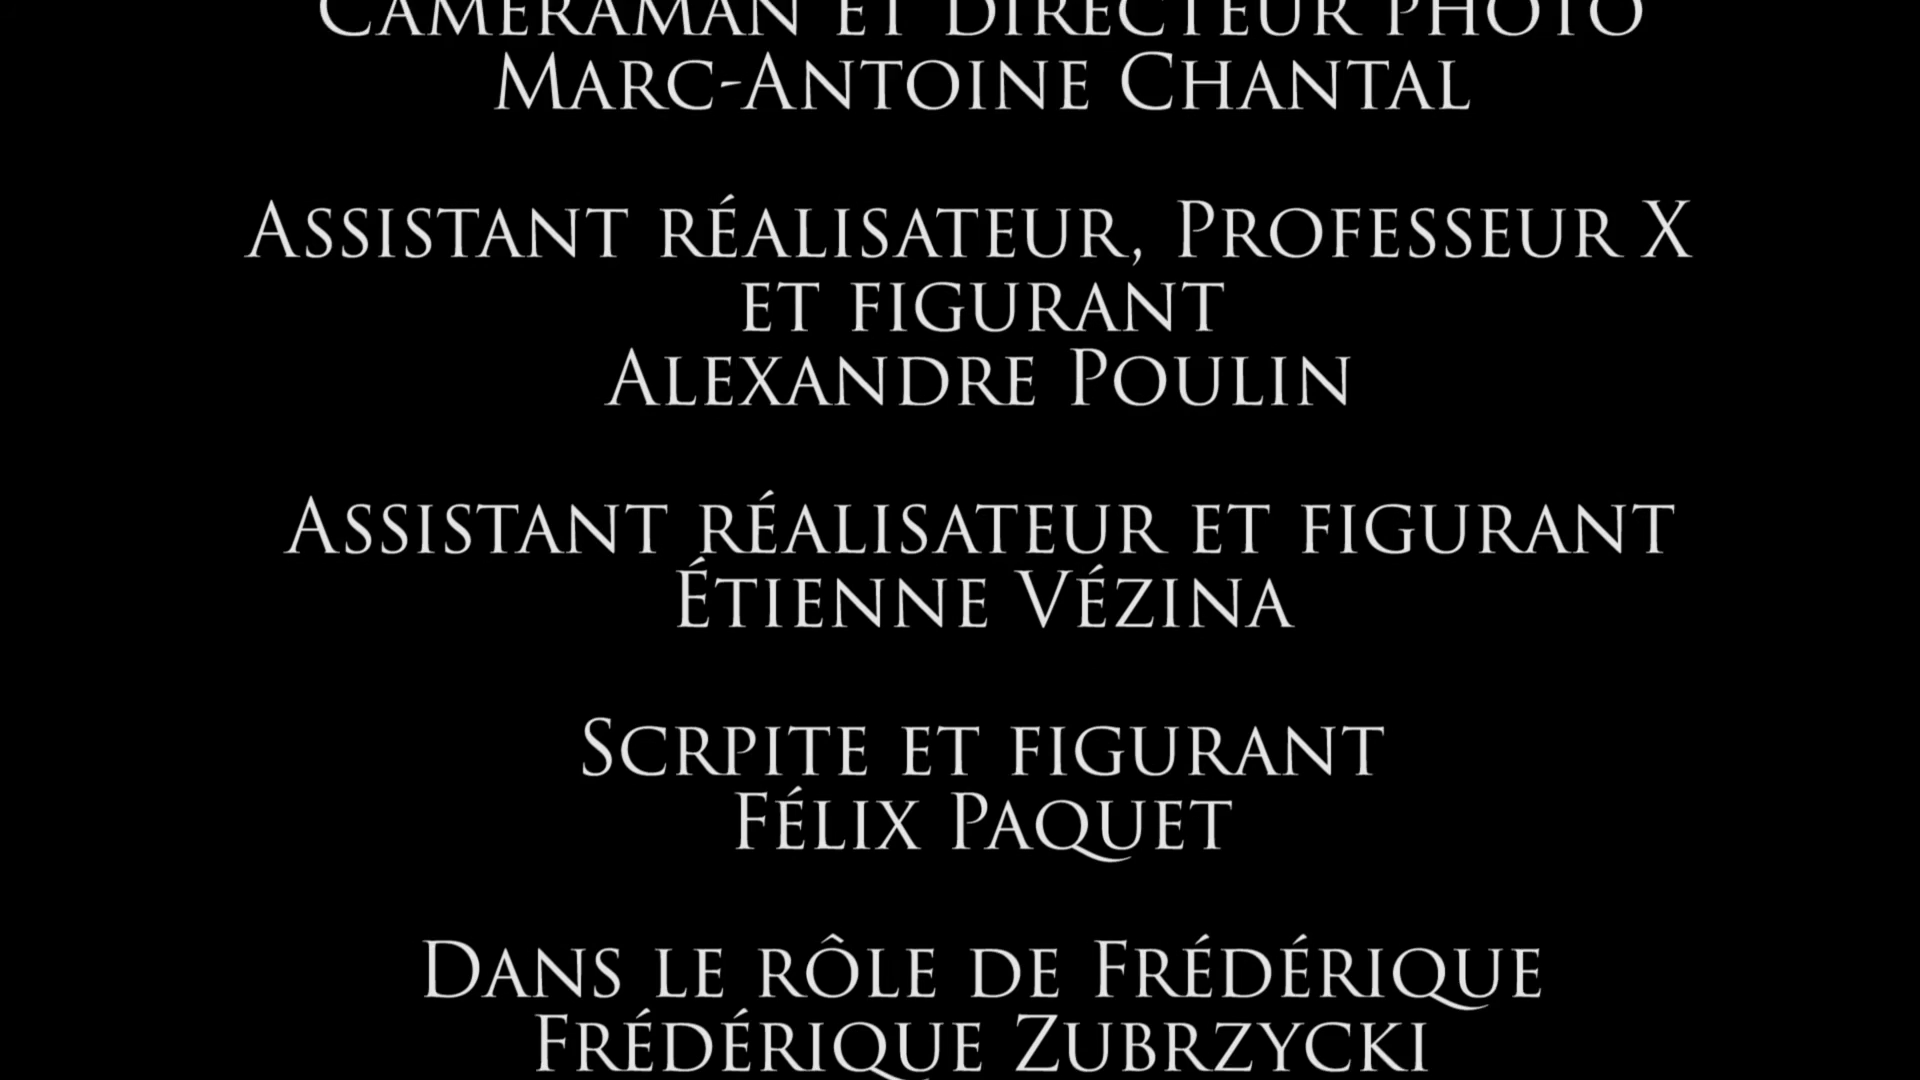 Caméraman et Directeur photo
Marc-Antoine Chantal
Assistant réalisateur, Professeur X
et figurant
Alexandre Poulin
Assistant réalisateur et figurant
Étienne Vézina
Scrpite et figurant
Félix Paquet
Dans le rôle de Frédérique
Frédérique Zubrzycki